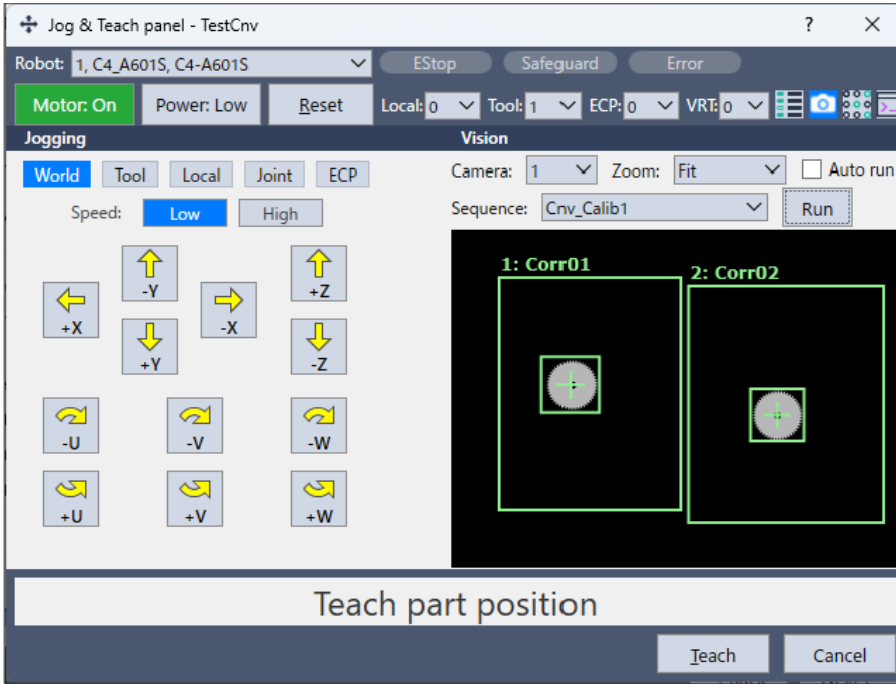 Jog & Teach panel - TestCnv ? ×
Robot: 1, C4_A601S, C4-A601S EStop Safeguard Error
Motor: On Power: Low Reset Local: 0 Tool: 1 ECP: 0 VRT: 0
Jogging
World Tool Local Joint ECP
Speed: Low High
-Y
+Z
+X
-X
+Y
-Z
-U -V -W
+U +V +W
Vision
Camera: 1 Zoom: Fit Auto run
Sequence: Cnv_Calib1 Run
1: Corr01
2: Corr02
Teach part position
Teach Cancel